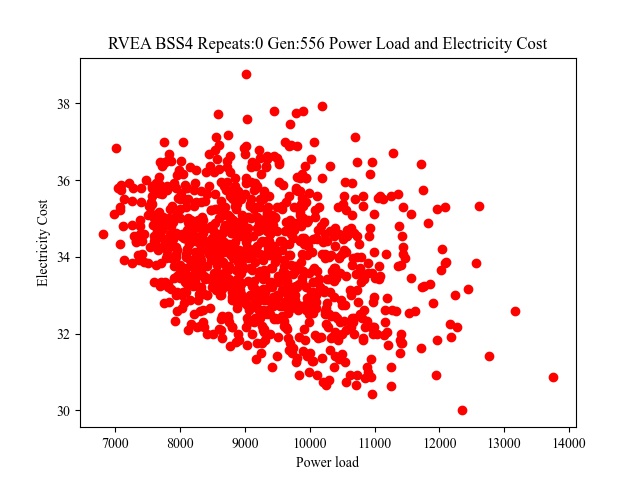 RVEA BSS4 Repeats:0 Gen:556 Power Load and Electricity Cost
38
36
34
32
30
Electricity Cost
7000 8000 9000 10000 11000 12000 13000 14000
Power load